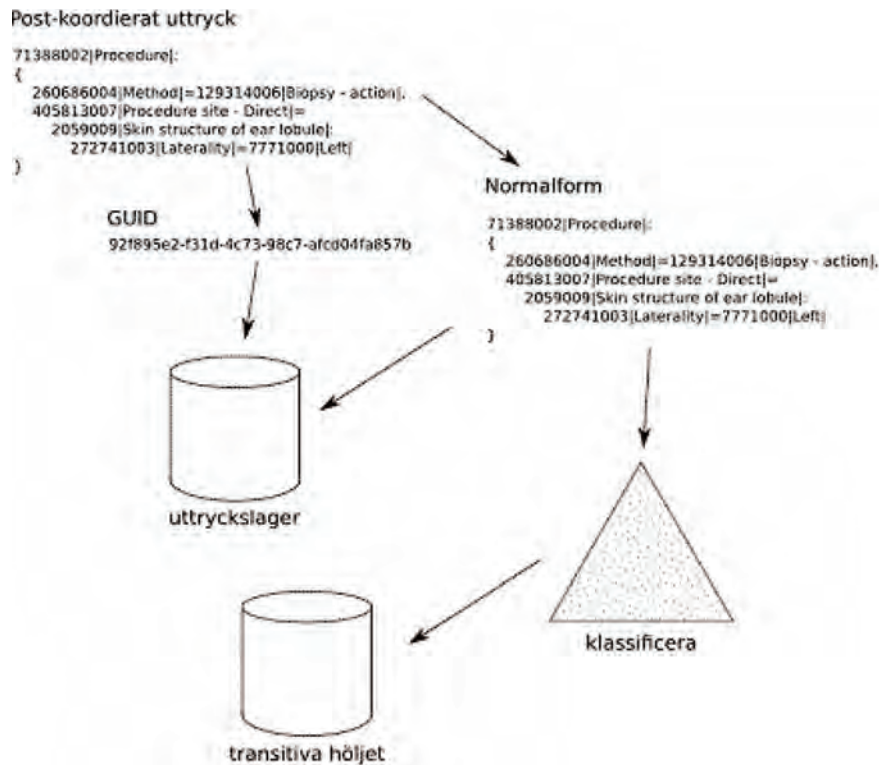 Post-koordierat uttryck
71388002|Procedure|:
{
260686004|Method|=129314006|Biopsy - action|,
405813007|Procedure site - Direct|=
2059009|Skin structure of ear lobule|:
272741003|Laterality|=7771000|Left|
}
GUID
92f895e2-f31d-4c73-98c7-afcd04fa857b
Normalform
71388002|Procedure|:
{
260686004|Method|=129314006|Biopsy - action|,
405813007|Procedure site - Direct|=
2059009|Skin structure of ear lobule|:
272741003|Laterality|=7771000|Left|
}
uttryckslager
klassificera
transitiva höljet